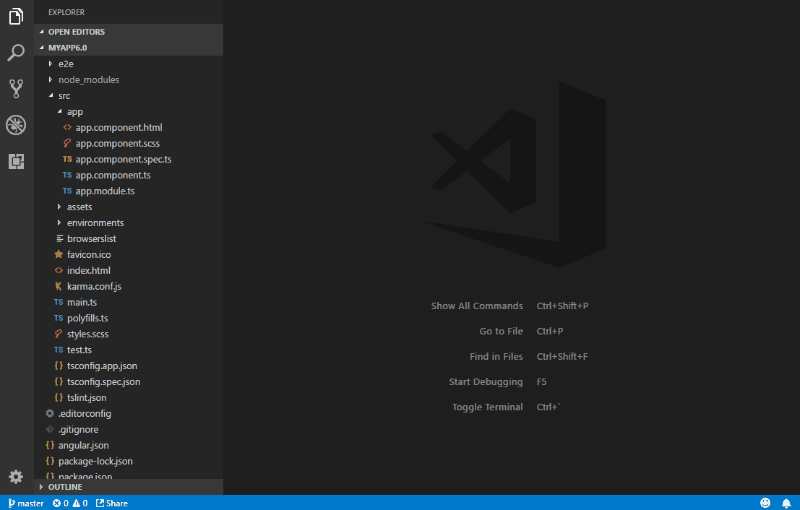 EXPLORER
OPEN EDITORS
MYAPP6.0
e2e
node_modules
src
app
<> app.component.html
app.component.scss
TS app.component.spec.ts
TS app.component.ts
TS app.module.ts
assets
environments
browserslist
favicon.ico
<> index.html
K karma.conf.js
TS main.ts
TS polyfills.ts
styles.scss
TS test.ts
{} tsconfig.app.json
{} tsconfig.spec.json
{} tslint.json
.editorconfig
.gitignore
{} angular.json
{} package-lock.json
{} package.json
OUTLINE
Show All Commands Ctrl+Shift+P
Go to File Ctrl+P
Find in Files Ctrl+Shift+F
Start Debugging F5
Toggle Terminal Ctrl+`
master 0 0 Share